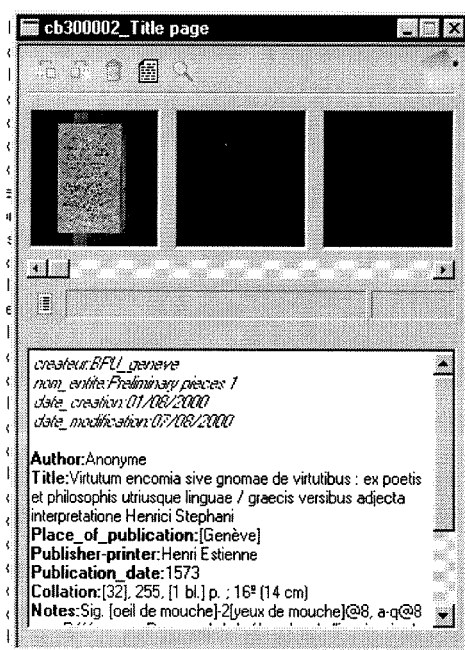 cb300002_Title page
createur:BFU_geneve
nom_entite:Preliminary pieces 1
date_creation:01/06/2000
date_modification:07/06/2000
Author:Anonyme
Title:Virtutum encomia sive gnomae de virtutibus : ex poetis
et philosophis utriusque linguae / graecis versibus adjecta
interpretatione Henrici Stephani
Place_of_publication:[Genève]
Publisher-printer:Henri Estienne
Publication_date:1573
Collation:[32], 255, [1 bl.] p. ; 16º (14 cm)
Notes:Sig. [oeil de mouche]-2[yeux de mouche]@8, a-q@8